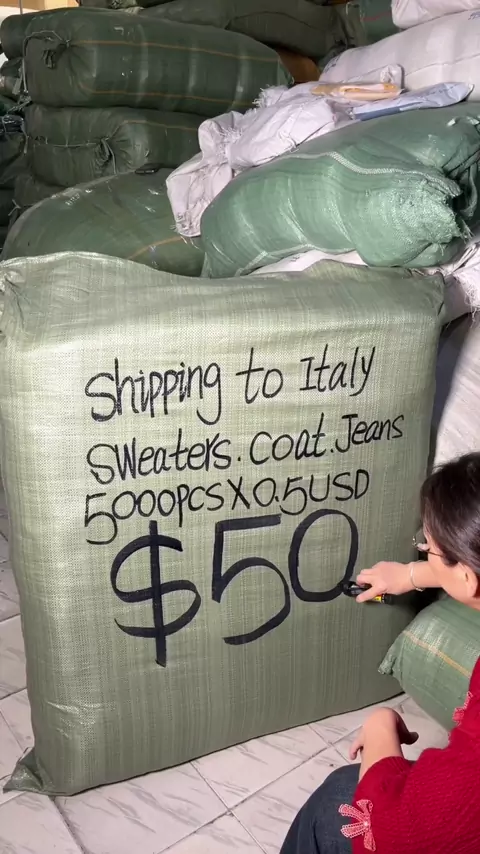 Shipping to Italy
Sweaters. Coat. Jeans
5000pcs X 0.5USD
$50